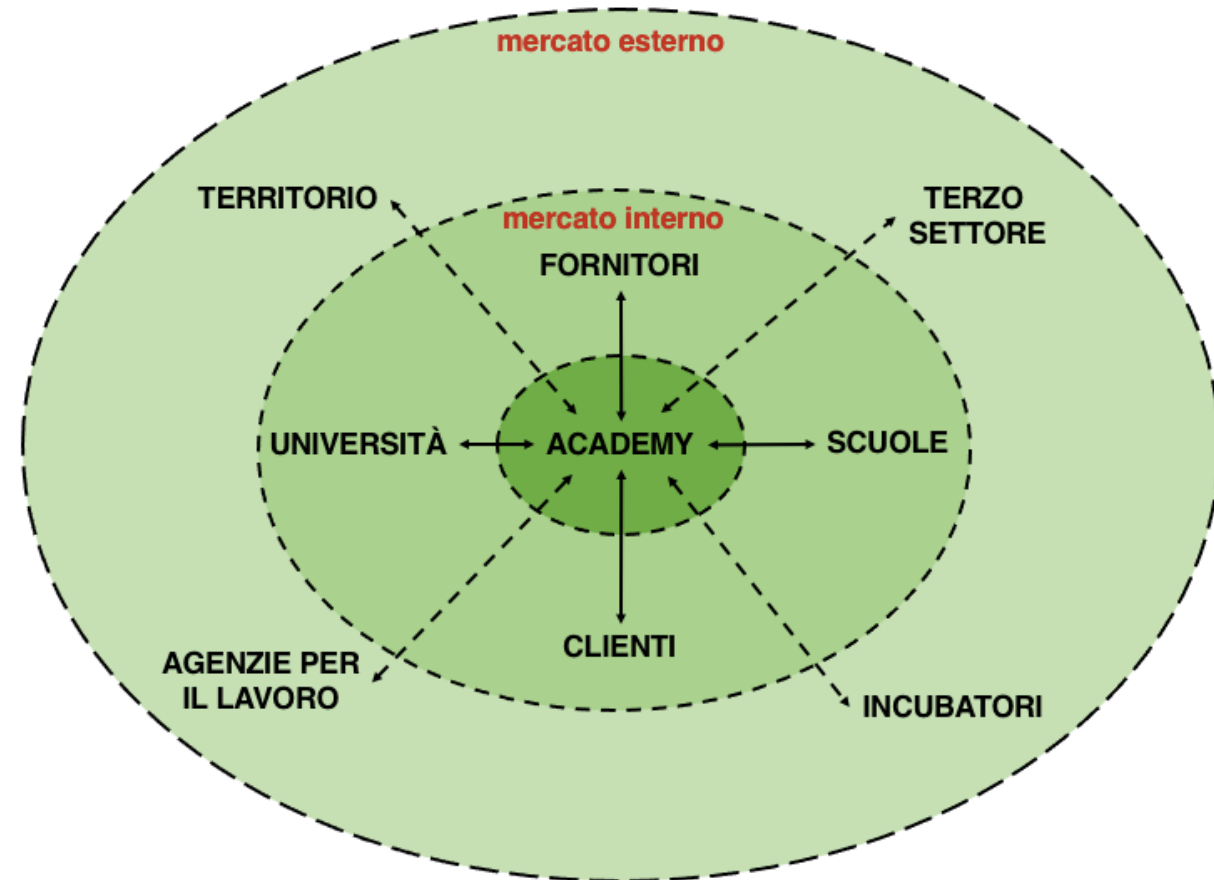 mercato esterno
TERRITORIO
TERZO
SETTORE
mercato interno
FORNITORI
UNIVERSITÀ
ACADEMY
SCUOLE
CLIENTI
AGENZIE PER
IL LAVORO
INCUBATORI